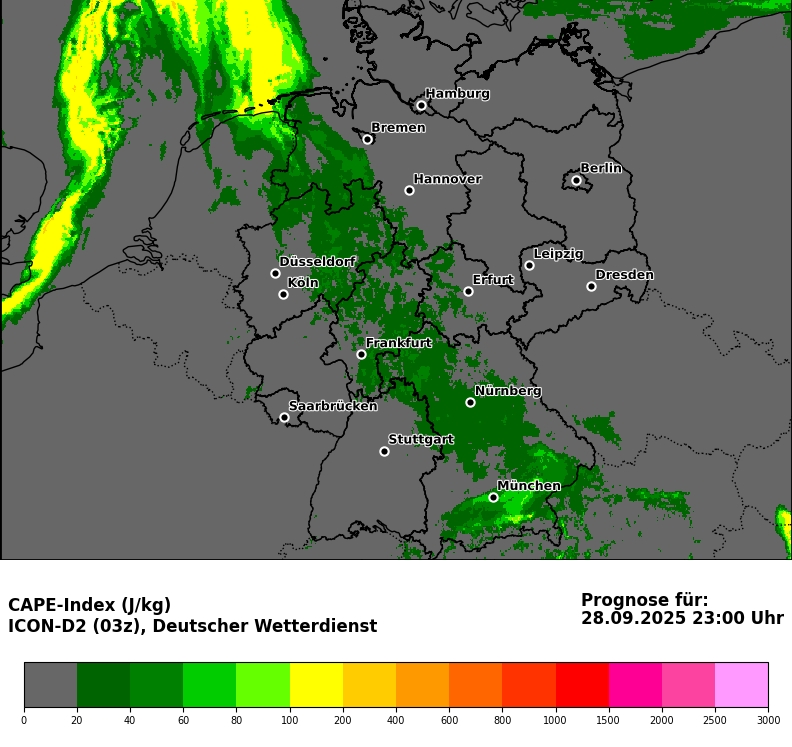 Hamburg
Bremen
Berlin
Hannover
Leipzig
Düsseldorf
Dresden
Köln
Erfurt
Frankfurt
Nürnberg
Saarbrücken
Stuttgart
München
CAPE-Index (J/kg)
ICON-D2 (03z), Deutscher Wetterdienst
Prognose für:
28.09.2025 23:00 Uhr
0 20 40 60 80 100 200 400 600 800 1000 1500 2000 2500 3000